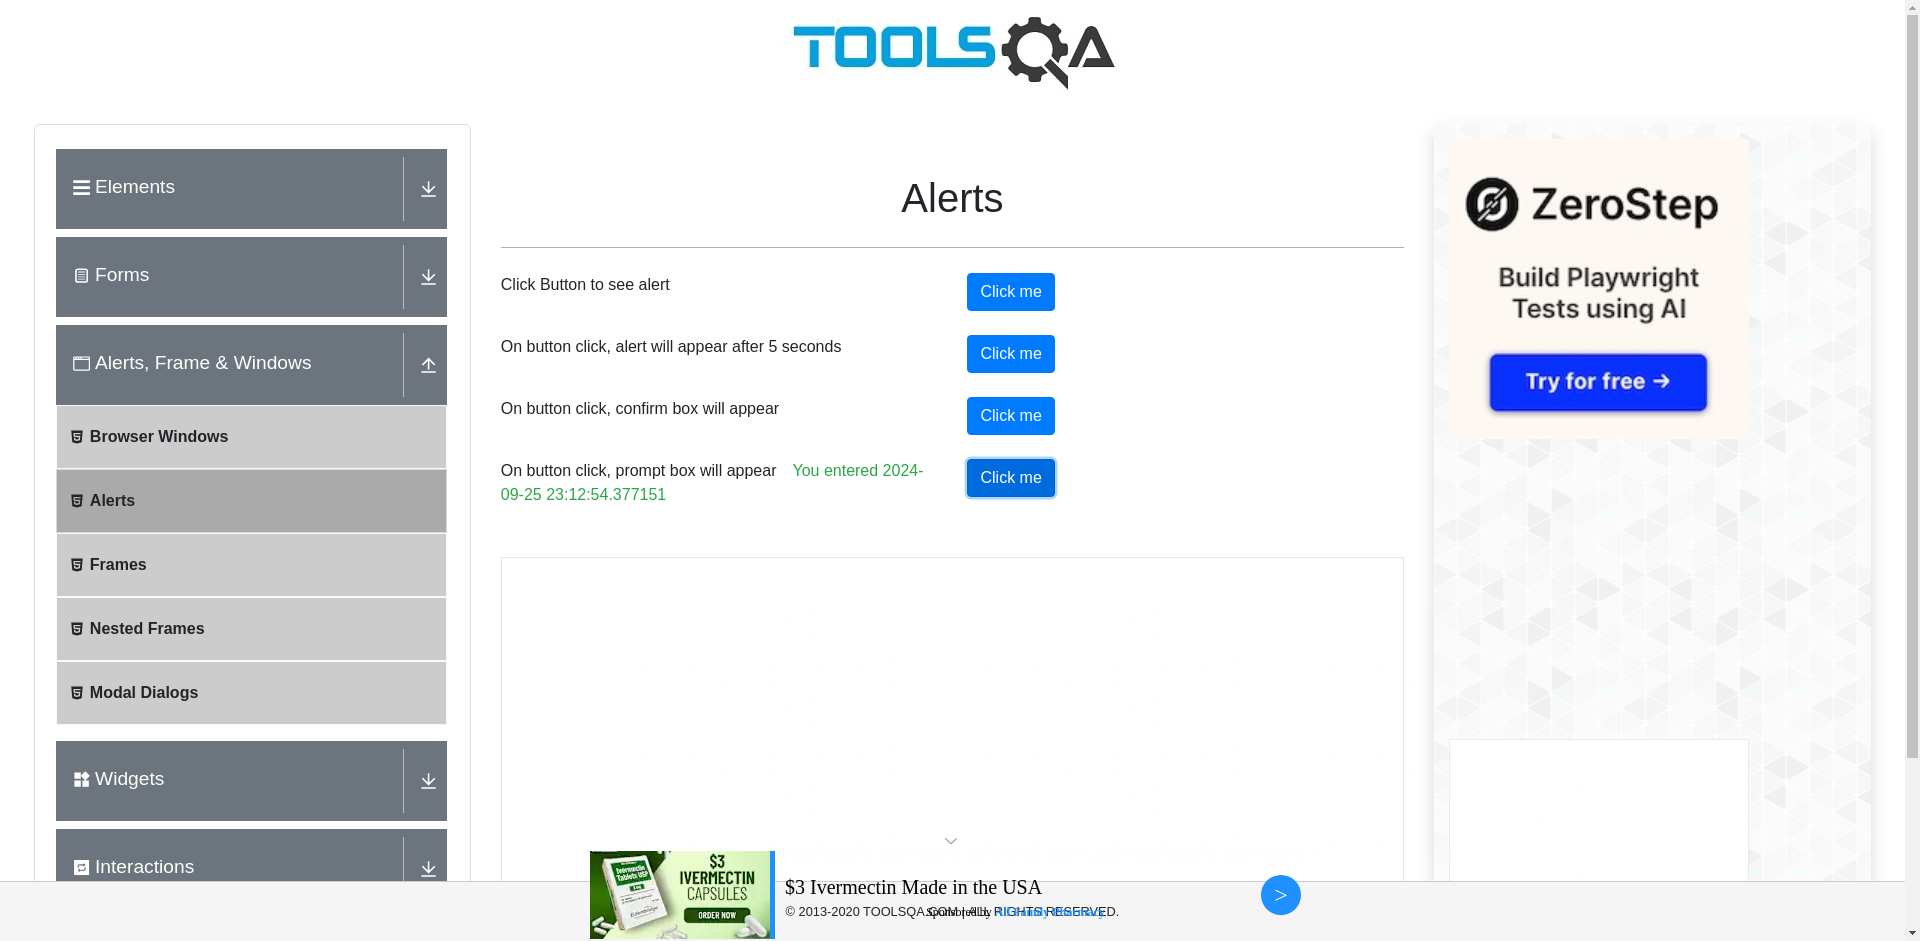 TOOLSQA
Elements
Forms
Alerts, Frame & Windows
Browser Windows
Alerts
Frames
Nested Frames
Modal Dialogs
Widgets
Interactions
Alerts
Click Button to see alert
Click me
On button click, alert will appear after 5 seconds
Click me
On button click, confirm box will appear
Click me
On button click, prompt box will appear You entered 2024-
09-25 23:12:54.377151
Click me
ZeroStep
Build Playwright
Tests using AI
Try for free →
$3
IVERMECTIN
CAPSULES
ORDER NOW
Ivermectin
Tablets USP
$3 Ivermectin Made in the USA
© 2013-2020 TOOLSQA.COM | ALL RIGHTS RESERVED.
>